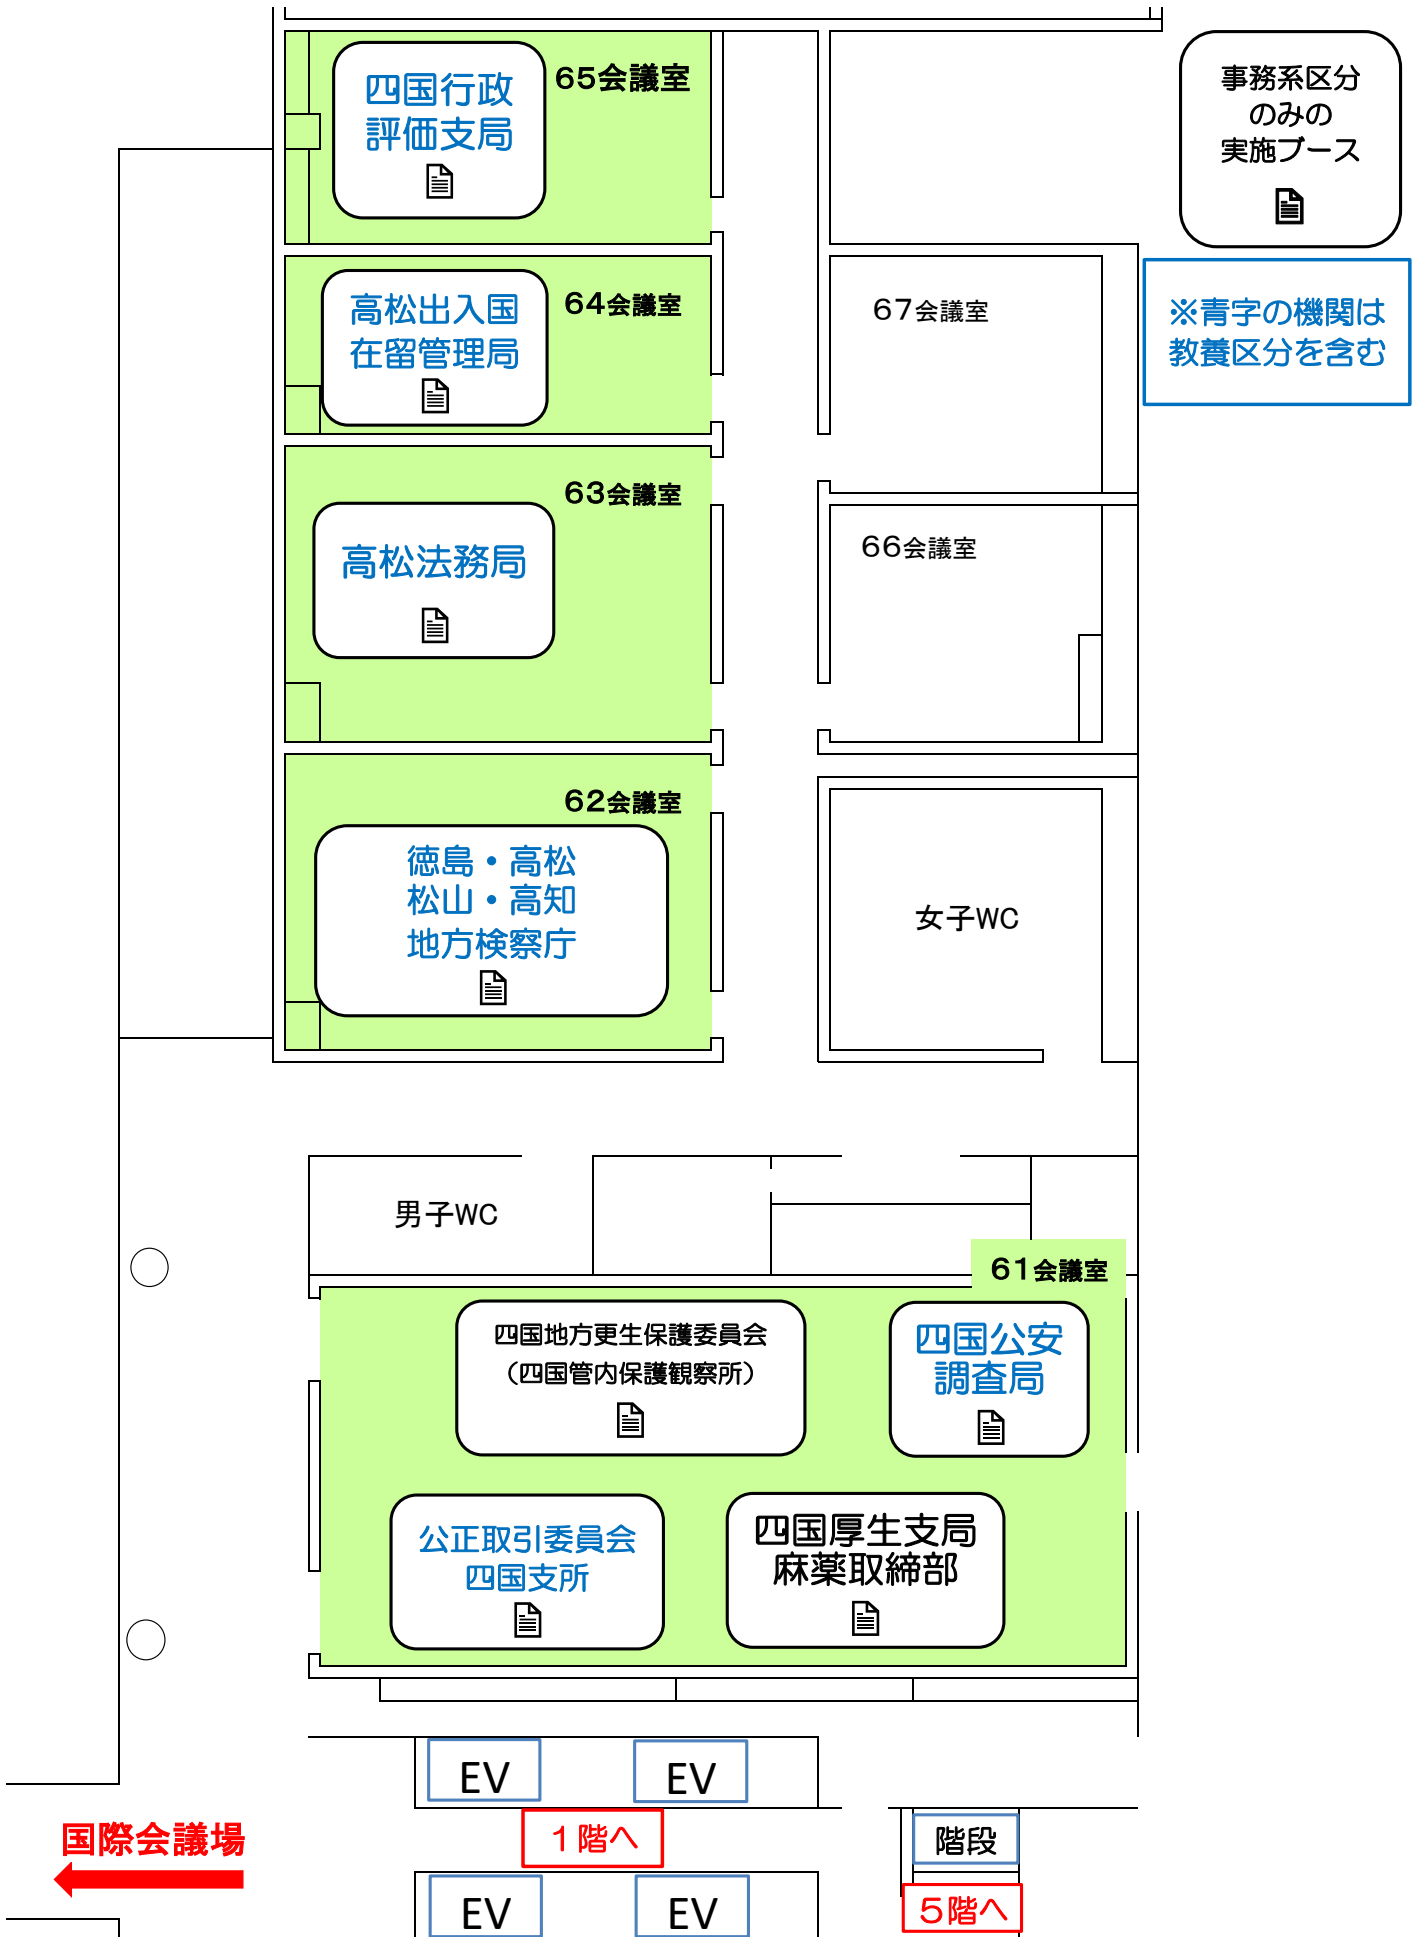 四国行政
評価支局
65会議室
事務系区分
のみの
実施ブース
※青字の機関は
教養区分を含む
高松出入国
在留管理局
64会議室
67会議室
63会議室
高松法務局
66会議室
62会議室
徳島・高松
松山・高知
地方検察庁
女子WC
男子WC
61会議室
四国地方更生保護委員会
（四国管内保護観察所）
四国公安
調査局
公正取引委員会
四国支所
四国厚生支局
麻薬取締部
EV
EV
国際会議場
１階へ
階段
EV
EV
５階へ